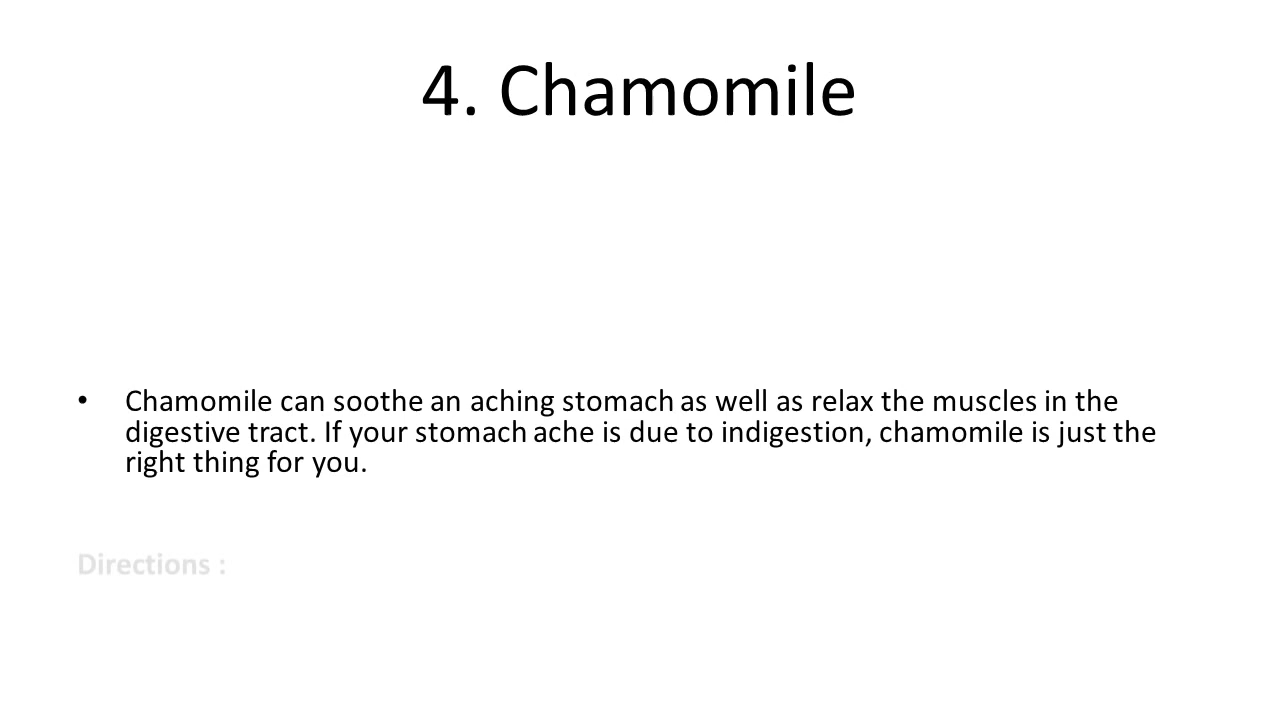 4. Chamomile
• Chamomile can soothe an aching stomach as well as relax the muscles in the
digestive tract. If your stomach ache is due to indigestion, chamomile is just the
right thing for you.
Directions :